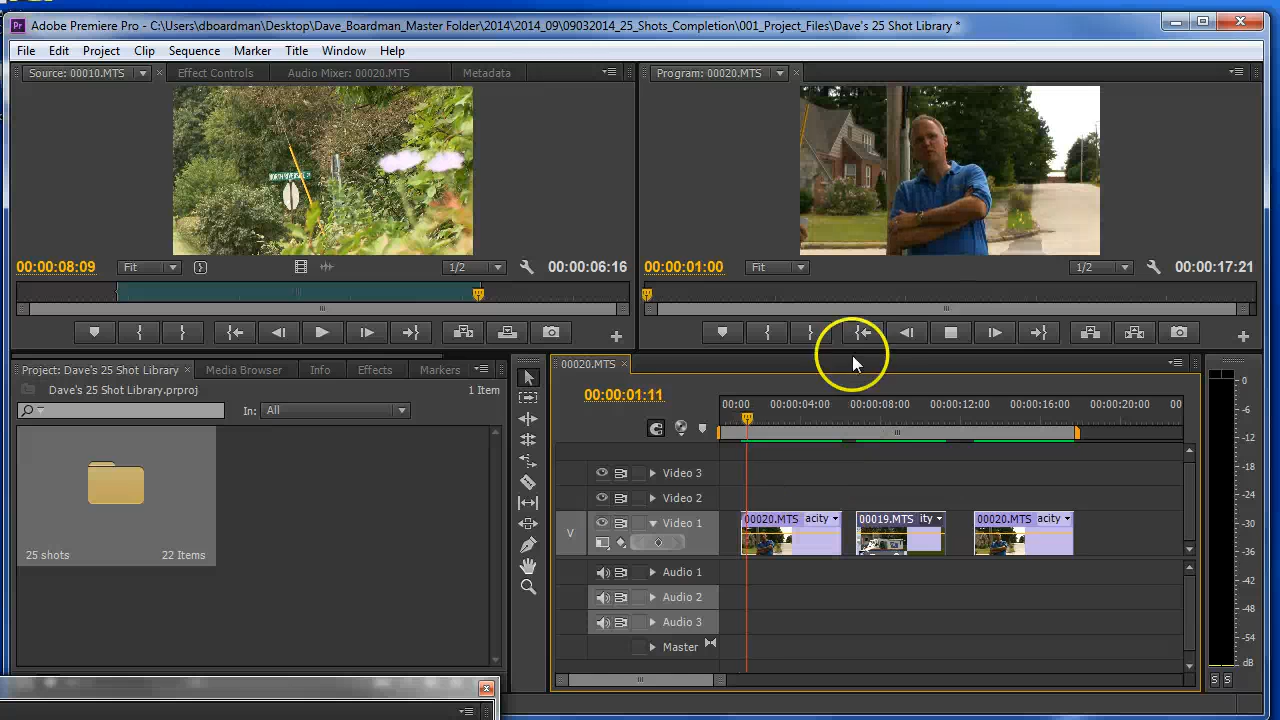 Pr Adobe Premiere Pro - C:\Users\dboardman\Desktop\Dave_Boardman_Master Folder\2014\2014_09\09032014_25_Shots_Completion\001_Project_Files\Dave's 25 Shot Library *
File Edit Project Clip Sequence Marker Title Window Help
Source: 00010.MTS Effect Controls Audio Mixer: 00020.MTS Metadata
Program: 00020.MTS
00:00:08:09 Fit 1/2 00:00:06:16
00:00:01:00 Fit 1/2 00:00:17:21
Project: Dave's 25 Shot Library Media Browser Info Effects Markers
Dave's 25 Shot Library.prproj 1 Item
In: All
25 shots 22 Items
00020.MTS
00:00:01:11
00:00 00:00:04:00 00:00:08:00 00:00:12:00 00:00:16:00 00:00:20:00 00
Video 3
Video 2
00020.MTS acity 00019.MTS ity 00020.MTS acity
V Video 1
Audio 1
Audio 2
Audio 3
Master
0
-6
-12
-18
-24
-30
-36
-42
-48
-54
dB
S S